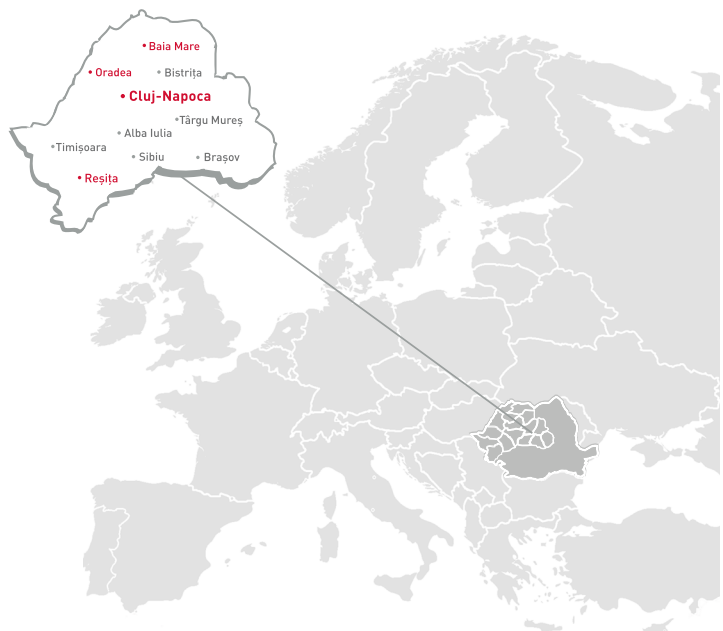 Baia Mare
Oradea
Bistrița
Cluj-Napoca
Târgu Mureș
Alba Iulia
Timișoara
Sibiu
Brașov
Reșița